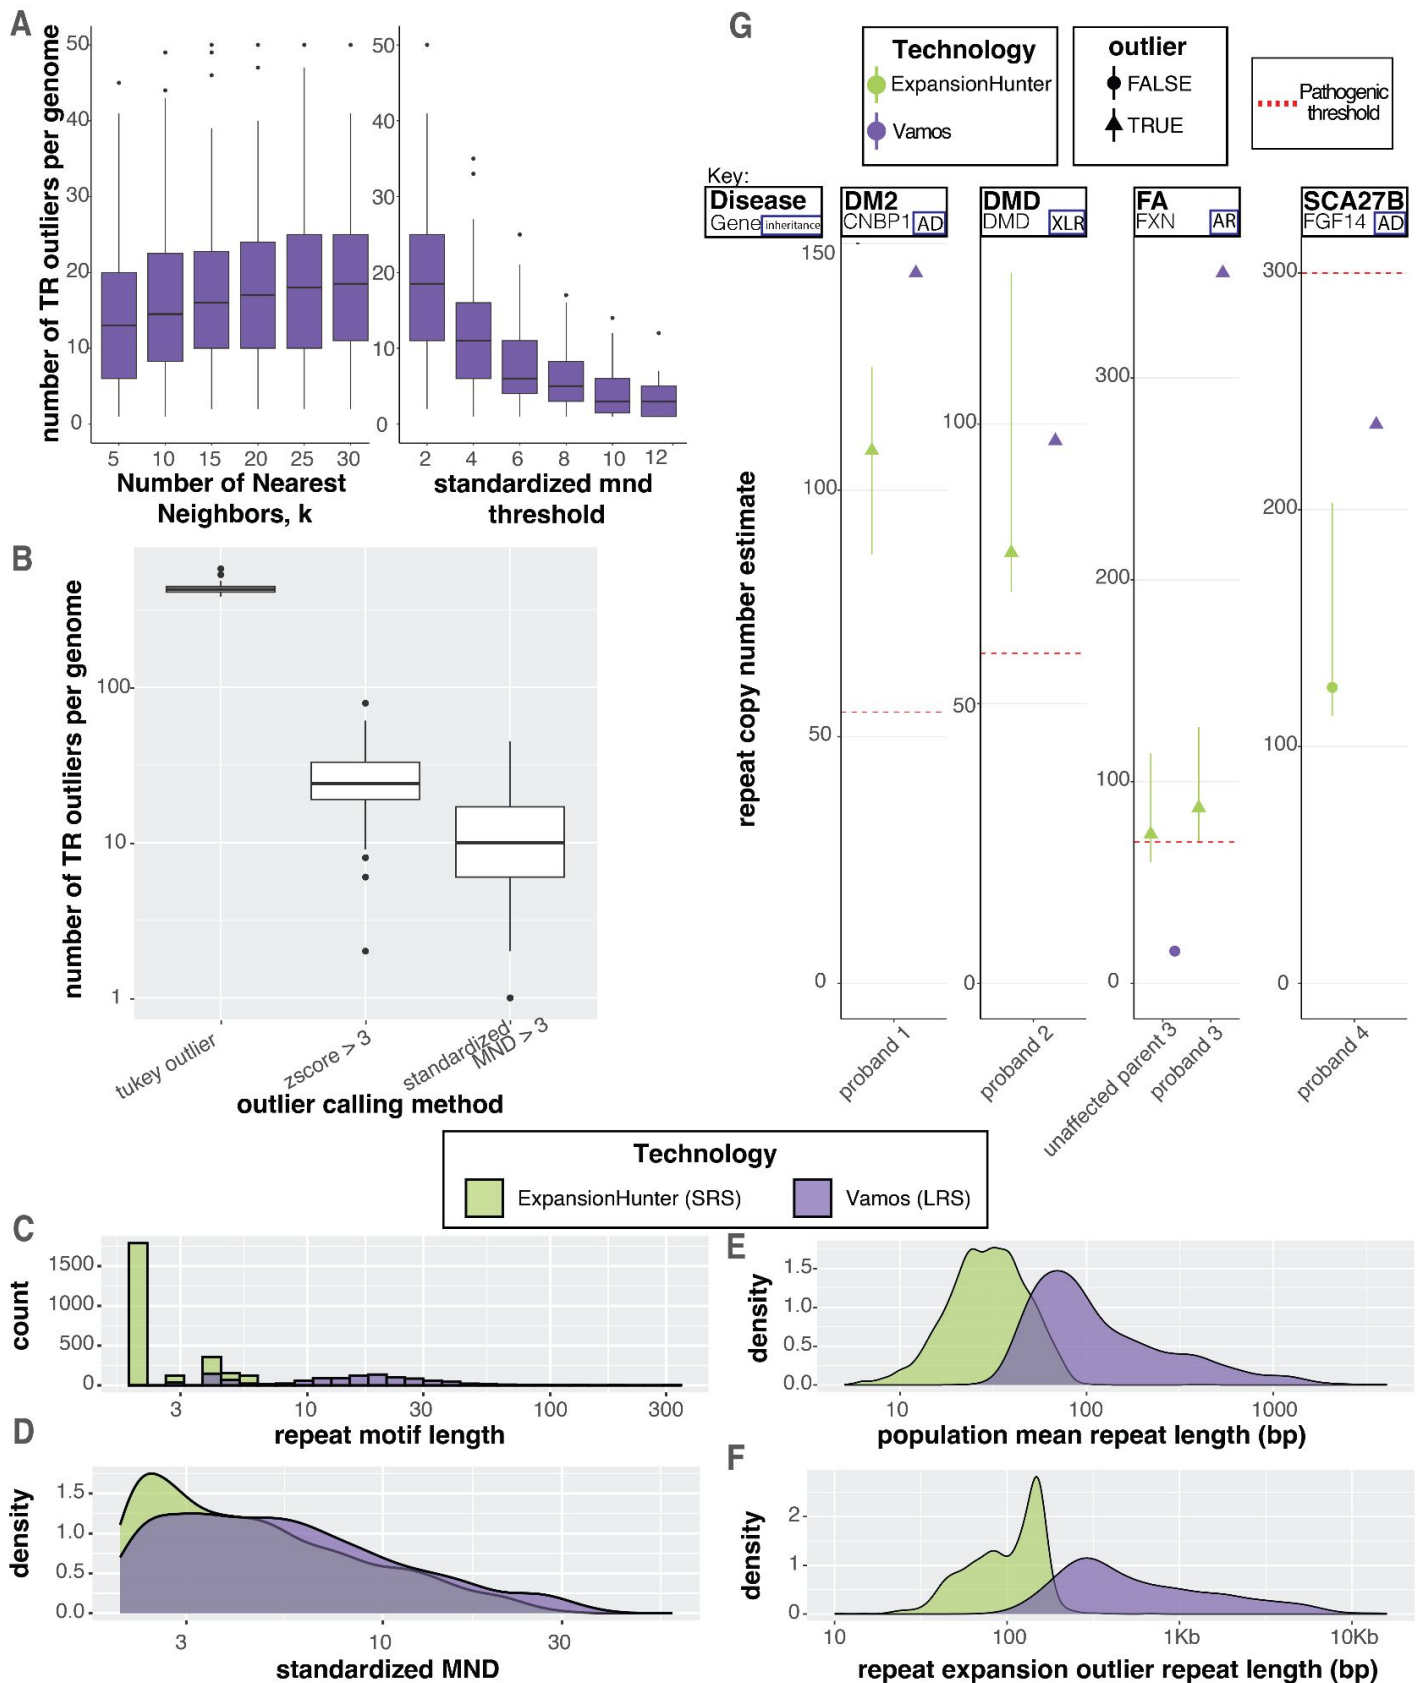 A
number of TR outliers per genome
50
40
30
20
10
0
5 10 15 20 25 30
Number of Nearest
Neighbors, k
50
40
30
20
10
0
2 4 6 8 10 12
standardized mnd
threshold
B
number of TR outliers per genome
100
10
1
tukey outlier
zscore > 3
standardized
MND > 3
outlier calling method
G
Technology
ExpansionHunter
Vamos
outlier
FALSE
TRUE
Pathogenic
threshold
Key:
Disease
Gene inheritance
DM2
CNBP1 AD
DMD
DMD XLR
FA
FXN AR
SCA27B
FGF14 AD
repeat copy number estimate
150
100
50
0
proband 1
100
50
0
proband 2
300
200
100
0
unaffected parent 3
proband 3
300
200
100
0
proband 4
Technology
ExpansionHunter (SRS)
Vamos (LRS)
C
count
1500
1000
500
0
3 10 30 100 300
repeat motif length
D
density
1.5
1.0
0.5
0.0
3 10 30
standardized MND
E
density
1.5
1.0
0.5
0.0
10 100 1000
population mean repeat length (bp)
F
density
2
1
0
10 100 1Kb 10Kb
repeat expansion outlier repeat length (bp)